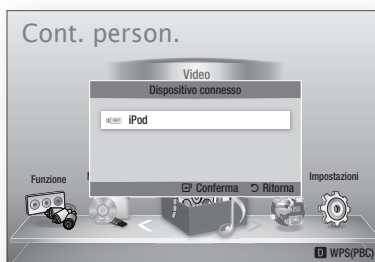 Cont. person.
Video
Dispositivo connesso
iPod
Conferma Ritorna
Funzione
Impostazioni
D WPS(PBC)